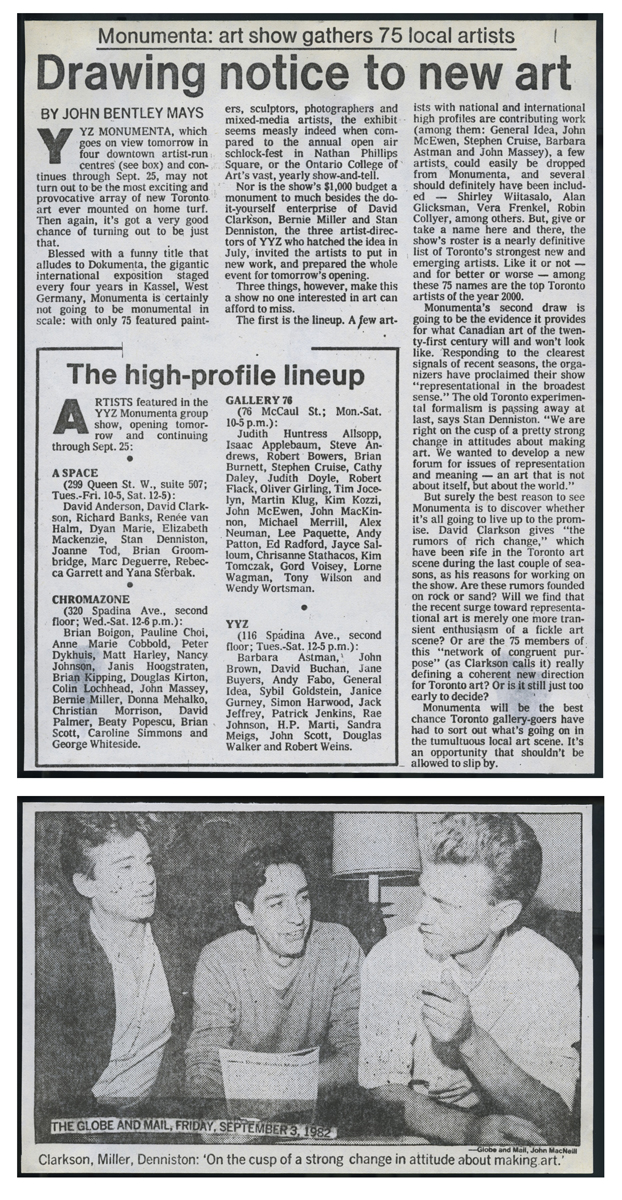 Monumenta: art show gathers 75 local artists
Drawing notice to new art
BY JOHN BENTLEY MAYS
YYZ MONUMENTA, which
goes on view tomorrow in
four downtown artist-run
centres (see box) and con-
tinues through Sept. 25, may not
turn out to be the most exciting and
provocative array of new Toronto
art ever mounted on home turf.
Then again, it's got a very good
chance of turning out to be just
that.
Blessed with a funny title that
alludes to Dokumenta, the gigantic
international exposition staged
every four years in Kassel, West
Germany, Monumenta is certainly
not going to be monumental in
scale: with only 75 featured paint-
ers, sculptors, photographers and
mixed-media artists, the exhibit
seems measly indeed when com-
pared to the annual open air
schlock-fest in Nathan Phillips
Square, or the Ontario College of
Art's vast, yearly show-and-tell.
Nor is the show's $1,000 budget a
monument to much besides the do-
it-yourself enterprise of David
Clarkson, Bernie Miller and Stan
Denniston, the three artist-direc-
tors of YYZ who hatched the idea in
July, invited the artists to put in
new work, and prepared the whole
event for tomorrow's opening.
Three things, however, make this
a show no one interested in art can
afford to miss.
The first is the lineup. A few art-
ists with national and international
high profiles are contributing work
(among them: General Idea, John
McEwen, Stephen Cruise, Barbara
Astman and John Massey), a few
artists, could easily be dropped
from Monumenta, and several
should definitely have been includ-
ed — Shirley Wiitasalo, Alan
Glicksman, Vera Frenkel, Robin
Collyer, among others. But, give or
take a name here and there, the
show's roster is a nearly definitive
list of Toronto's strongest new and
emerging artists. Like it or not —
and for better or worse — among
these 75 names are the top Toronto
artists of the year 2000.
Monumenta's second draw is
going to be the evidence it provides
for what Canadian art of the twen-
ty-first century will and won't look
like. Responding to the clearest
signals of recent seasons, the orga-
nizers have proclaimed their show
"representational in the broadest
sense." The old Toronto experimen-
tal formalism is passing away at
last, says Stan Denniston. "We are
right on the cusp of a pretty strong
change in attitudes about making
art. We wanted to develop a new
forum for issues of representation
and meaning — an art that is not
about itself, but about the world."
But surely the best reason to see
Monumenta is to discover whether
it's all going to live up to the prom-
ise. David Clarkson gives "the
rumors of rich change," which
have been rife in the Toronto art
scene during the last couple of sea-
sons, as his reasons for working on
the show. Are these rumors founded
on rock or sand? Will we find that
the recent surge toward representa-
tional art is merely one more tran-
sient enthusiasm of a fickle art
scene? Or are the 75 members of
this "network of congruent pur-
pose" (as Clarkson calls it) really
defining a coherent new direction
for Toronto art? Or is it still just too
early to decide?
Monumenta will be the best
chance Toronto gallery-goers have
had to sort out what's going on in
the tumultuous local art scene. It's
an opportunity that shouldn't be
allowed to slip by.
The high-profile lineup
ARTISTS featured in the
YYZ Monumenta group
show, opening tomor-
row and continuing
through Sept. 25:
A SPACE
(299 Queen St. W., suite 507;
Tues.-Fri. 10-5, Sat. 12-5):
David Anderson, David Clark-
son, Richard Banks, Renée van
Halm, Dyan Marie, Elizabeth
Mackenzie, Stan Denniston,
Joanne Tod, Brian Groom-
bridge, Marc Deguerre, Rebec-
ca Garrett and Yana Sterbak.
CHROMAZONE
(320 Spadina Ave., second
floor; Wed.-Sat. 12-6 p.m.):
Brian Boigon, Pauline Choi,
Anne Marie Cobbold, Peter
Dykhuis, Matt Harley, Nancy
Johnson, Janis Hoogstraten,
Brian Kipping, Douglas Kirton,
Colin Lochhead, John Massey,
Bernie Miller, Donna Mehalko,
Christian Morrison, David
Palmer, Beaty Popescu, Brian
Scott, Caroline Simmons and
George Whiteside.
GALLERY 76
(76 McCaul St.; Mon.-Sat.
10-5 p.m.):
Judith Huntress Allsopp,
Isaac Applebaum, Steve An-
drews, Robert Bowers, Brian
Burnett, Stephen Cruise, Cathy
Daley, Judith Doyle, Robert
Flack, Oliver Girling, Tim Joce-
lyn, Martin Klug, Kim Kozzi,
John McEwen, John MacKin-
non, Michael Merrill, Alex
Neuman, Lee Paquette, Andy
Patton, Ed Radford, Jayce Sal-
loum, Chrisanne Stathacos, Kim
Tomczak, Gord Voisey, Lorne
Wagman, Tony Wilson and
Wendy Wortsman.
YYZ
(116 Spadina Ave., second
floor; Tues.-Sat. 12-5 p.m.):
Barbara Astman, John
Brown, David Buchan, Jane
Buyers, Andy Fabo, General
Idea, Sybil Goldstein, Janice
Gurney, Simon Harwood, Jack
Jeffrey, Patrick Jenkins, Rae
Johnson, H.P. Marti, Sandra
Meigs, John Scott, Douglas
Walker and Robert Weins.
THE GLOBE AND MAIL, FRIDAY, SEPTEMBER 3, 1982
—Globe and Mail, John MacNeill
Clarkson, Miller, Denniston: 'On the cusp of a strong change in attitude about making art.'